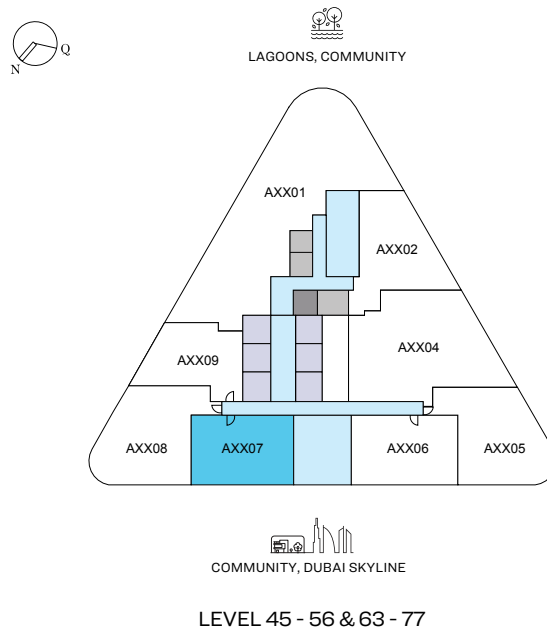 LAGOONS, COMMUNITY
N
Q
AXX01
AXX02
AXX09
AXX04
AXX08
AXX07
AXX06
AXX05
COMMUNITY, DUBAI SKYLINE
LEVEL 45 - 56 & 63 - 77